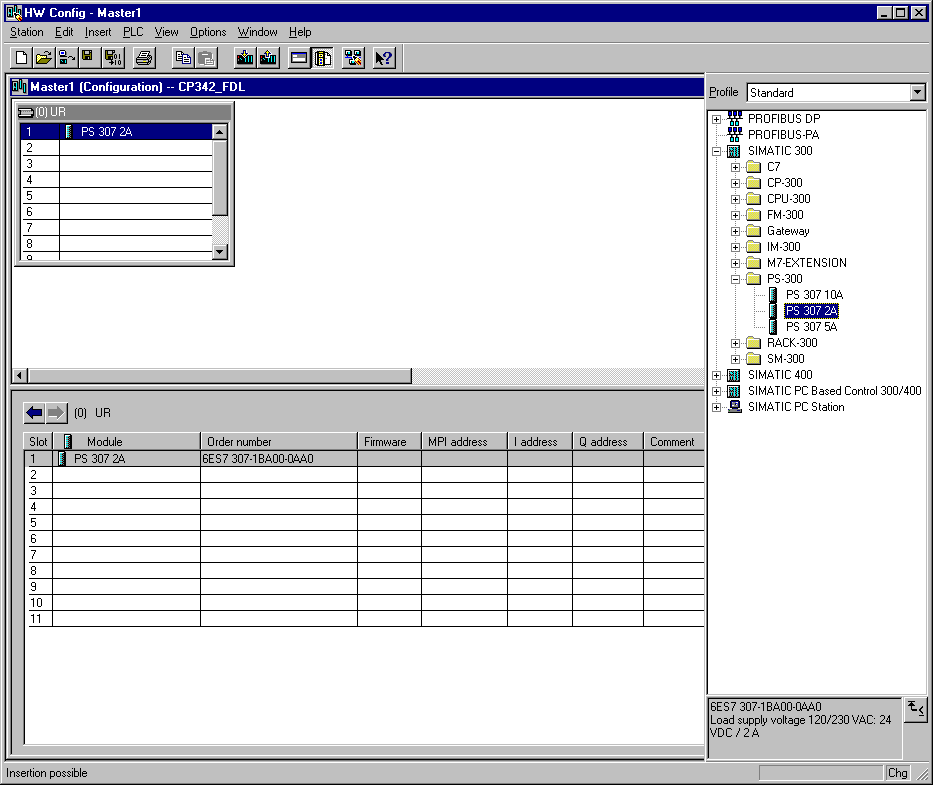 HW Config - Master1
Station Edit Insert PLC View Options Window Help
Master1 (Configuration) -- CP342_FDL
(0) UR
1 PS 307 2A
2
3
4
5
6
7
8
9
(0) UR
Slot Module Order number Firmware MPI address I address Q address Comment
1 PS 307 2A 6ES7 307-1BA00-0AA0
2
3
4
5
6
7
8
9
10
11
Profile Standard
PROFIBUS DP
PROFIBUS-PA
SIMATIC 300
C7
CP-300
CPU-300
FM-300
Gateway
IM-300
M7-EXTENSION
PS-300
PS 307 10A
PS 307 2A
PS 307 5A
RACK-300
SM-300
SIMATIC 400
SIMATIC PC Based Control 300/400
SIMATIC PC Station
6ES7 307-1BA00-0AA0
Load supply voltage 120/230 VAC: 24
VDC / 2 A
Insertion possible
Chg